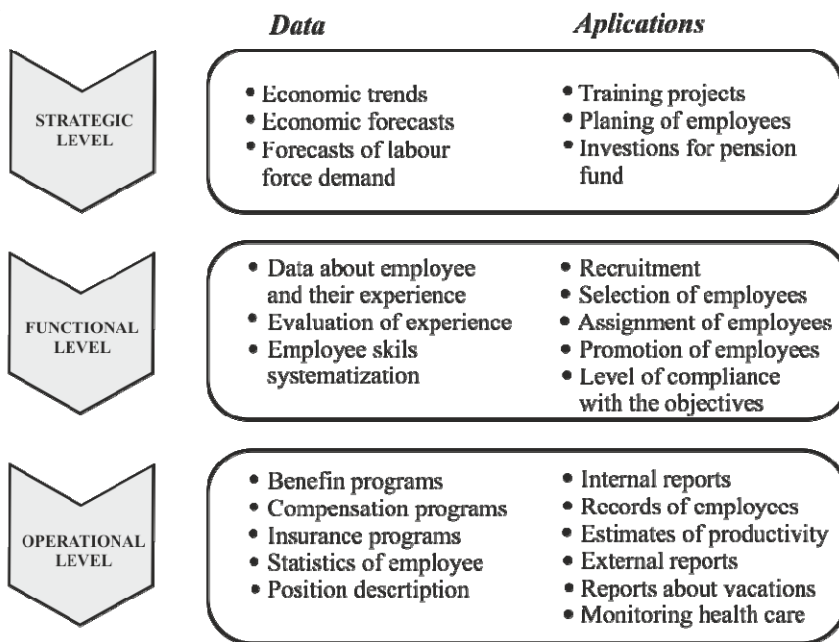 Data
Aplications
STRATEGIC
LEVEL
• Economic trends
• Economic forecasts
• Forecasts of labour
force demand
• Training projects
• Planing of employees
• Investions for pension
fund
FUNCTIONAL
LEVEL
• Data about employee
and their experience
• Evaluation of experience
• Employee skils
systematization
• Recruitment
• Selection of employees
• Assignment of employees
• Promotion of employees
• Level of compliance
with the objectives
OPERATIONAL
LEVEL
• Benefin programs
• Compensation programs
• Insurance programs
• Statistics of employee
• Position descrtiption
• Internal reports
• Records of employees
• Estimates of productivity
• External reports
• Reports about vacations
• Monitoring health care